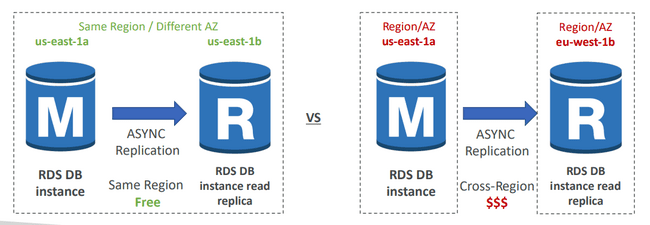 Same Region / Different AZ
us-east-1a
us-east-1b
M
R
ASYNC
Replication
RDS DB
instance
Same Region
Free
RDS DB
instance read
replica
VS
Region/AZ
us-east-1a
Region/AZ
eu-west-1b
M
R
ASYNC
Replication
RDS DB
instance
Cross-Region
$$$
RDS DB
instance read
replica